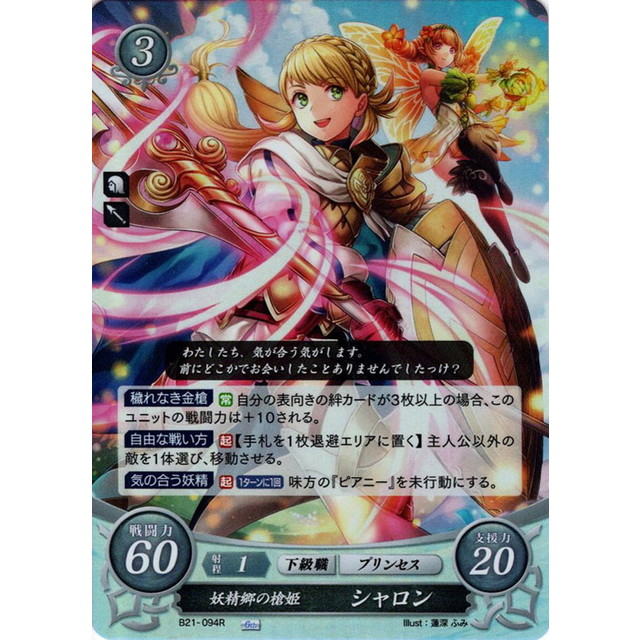 3
わたしたち、気が合う気がします。
前にどこかでお会いしたことありませんでしたっけ?
穢れなき金槍 常 自分の表向きの絆カードが3枚以上の場合、この
ユニットの戦闘力は+10される。
自由な戦い方 起 【手札を1枚退避エリアに置く】主人公以外の
敵を1体選び、移動させる。
気の合う妖精 起 1ターンに1回 味方の『ピアニー』を未行動にする。
戦闘力
60
射程 1
下級職
プリンセス
支援力
20
妖精郷の槍姫 シャロン
B21-094R
Illust:蓮深 ふみ